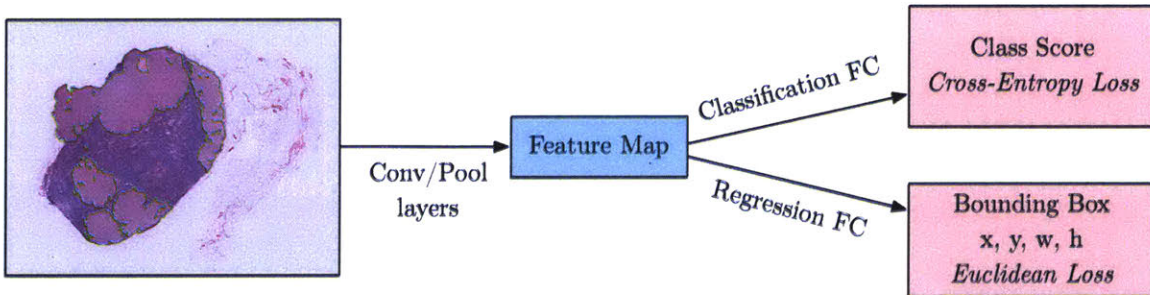 Conv/Pool
layers
Feature Map
Classification FC
Regression FC
Class Score
Cross-Entropy Loss
Bounding Box
x, y, w, h
Euclidean Loss